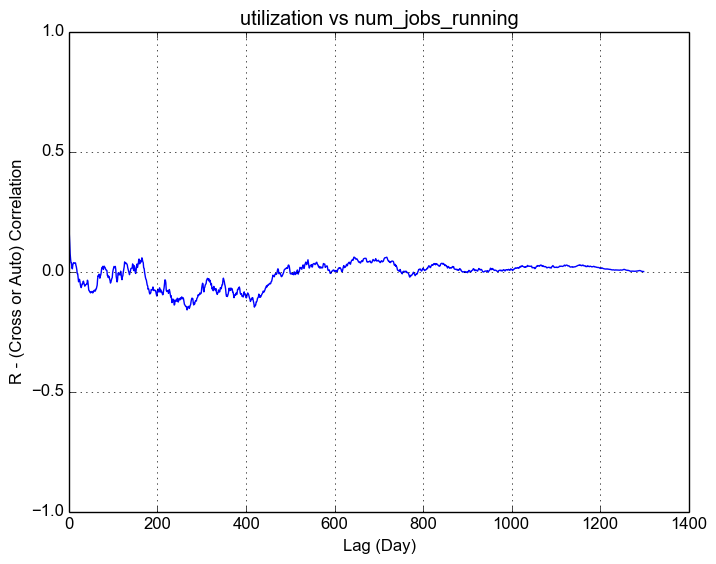 utilization vs num_jobs_running
1.0
0.5
0.0
−0.5
−1.0
R - (Cross or Auto) Correlation
0 200 400 600 800 1000 1200 1400
Lag (Day)